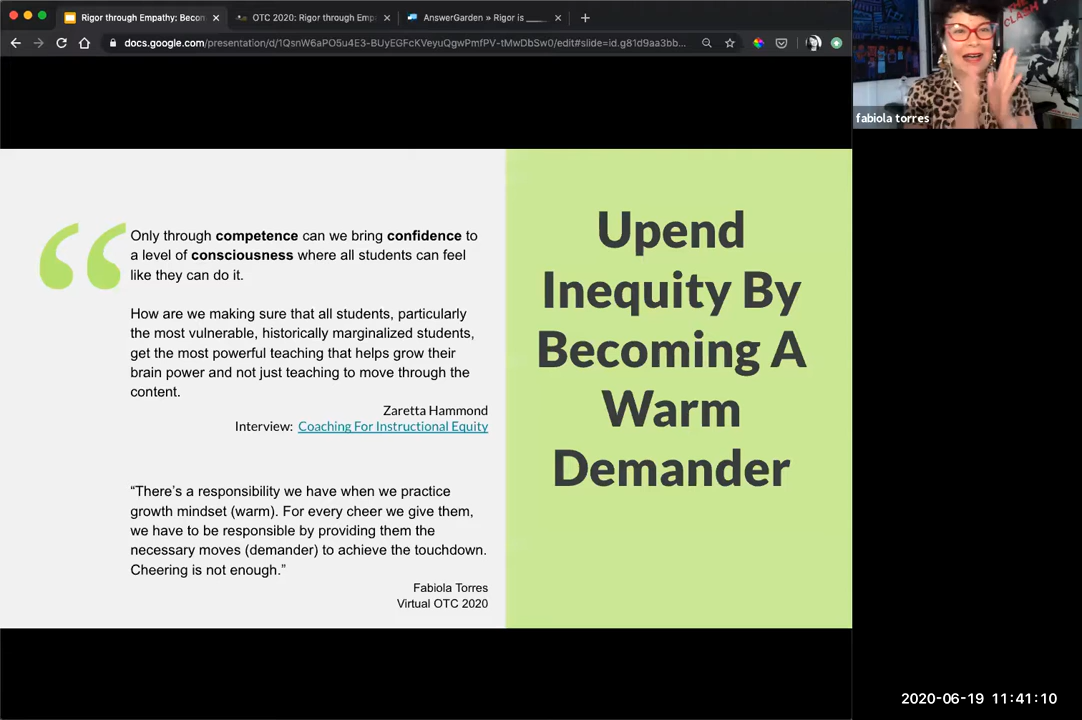 Rigor through Empathy: Becon
OTC 2020: Rigor through Emp
AnswerGarden » Rigor is ____
docs.google.com/presentation/d/1QsnW6aPO5u4E3-BUyEGFcKVeyuQgwPmfPV-tMwDbSw0/edit#slide=id.g81d9aa3bb...
THE CLASH
fabiola torres
“
Only through competence can we bring confidence to
a level of consciousness where all students can feel
like they can do it.
How are we making sure that all students, particularly
the most vulnerable, historically marginalized students,
get the most powerful teaching that helps grow their
brain power and not just teaching to move through the
content.
Zaretta Hammond
Interview: Coaching For Instructional Equity
“There’s a responsibility we have when we practice
growth mindset (warm). For every cheer we give them,
we have to be responsible by providing them the
necessary moves (demander) to achieve the touchdown.
Cheering is not enough.”
Fabiola Torres
Virtual OTC 2020
Upend
Inequity By
Becoming A
Warm
Demander
2020-06-19 11:41:10